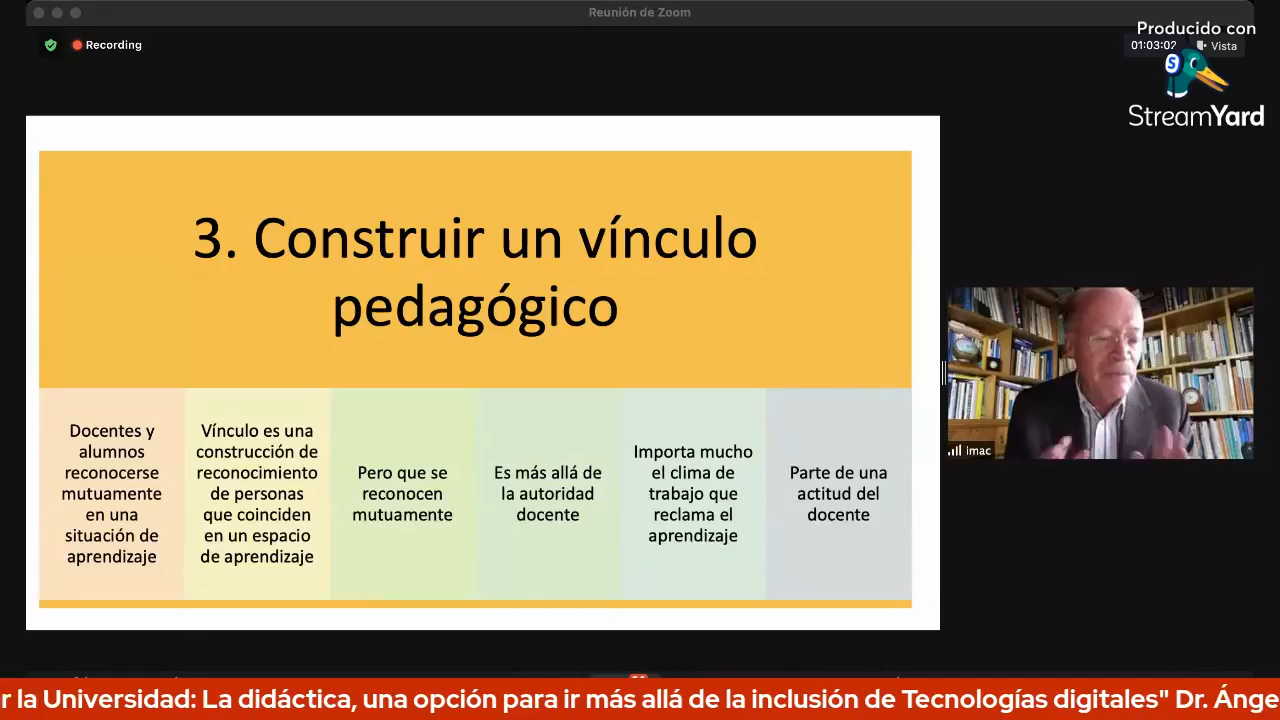 Reunión de Zoom
Recording
Producido con
01:03:02
Vista
S
StreamYard
3. Construir un vínculo
pedagógico
Docentes y
alumnos
reconocerse
mutuamente
en una
situación de
aprendizaje
Vínculo es una
construcción de
reconocimiento
de personas
que coinciden
en un espacio
de aprendizaje
Pero que se
reconocen
mutuamente
Es más allá de
la autoridad
docente
Importa mucho
el clima de
trabajo que
reclama el
aprendizaje
Parte de una
actitud del
docente
imac
r la Universidad: La didáctica, una opción para ir más allá de la inclusión de Tecnologías digitales" Dr. Ánge